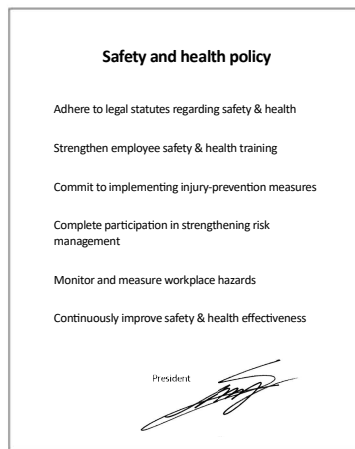 Safety and health policy
Adhere to legal statutes regarding safety & health
Strengthen employee safety & health training
Commit to implementing injury-prevention measures
Complete participation in strengthening risk
management
Monitor and measure workplace hazards
Continuously improve safety & health effectiveness
President